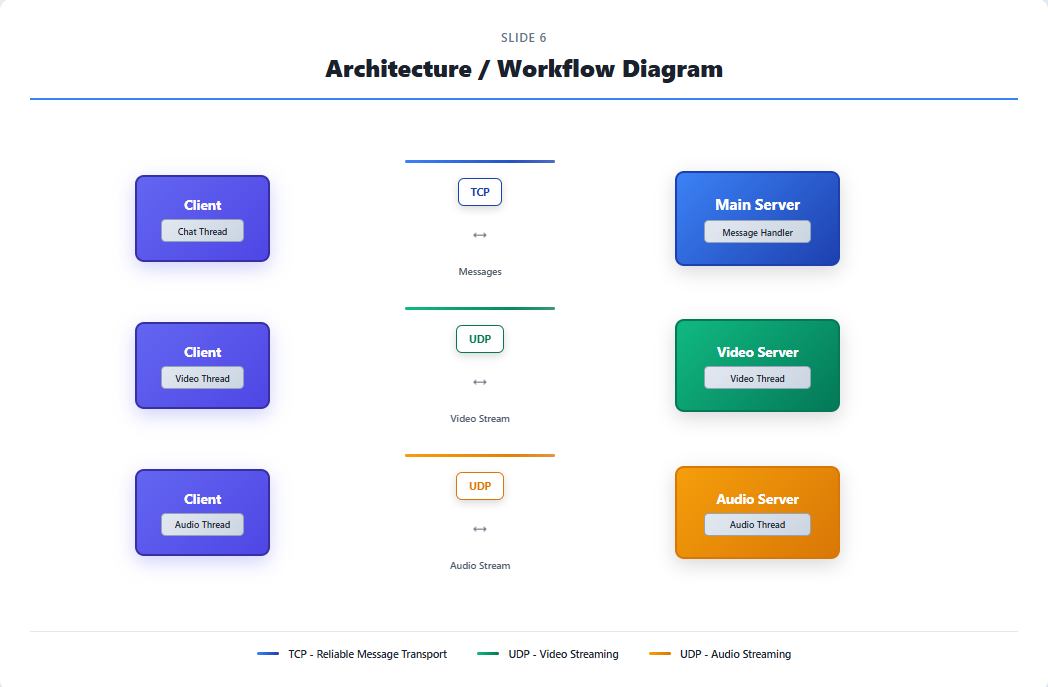 SLIDE 6
Architecture / Workflow Diagram
Client
Chat Thread
TCP
↔
Messages
Main Server
Message Handler
Client
Video Thread
UDP
↔
Video Stream
Video Server
Video Thread
Client
Audio Thread
UDP
↔
Audio Stream
Audio Server
Audio Thread
TCP - Reliable Message Transport
UDP - Video Streaming
UDP - Audio Streaming